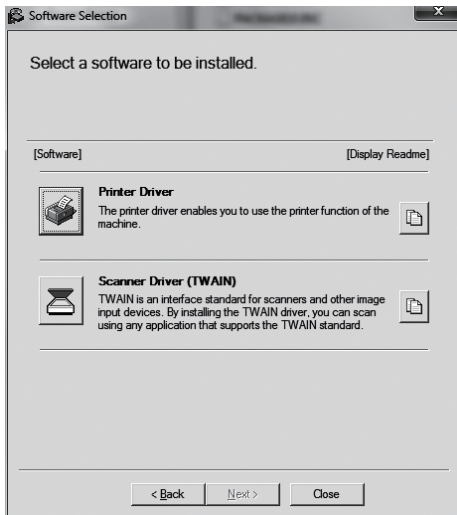 Software Selection
Select a software to be installed.
[Software] [Display Readme]
Printer Driver
The printer driver enables you to use the printer function of the
machine.
Scanner Driver (TWAIN)
TWAIN is an interface standard for scanners and other image
input devices. By installing the TWAIN driver, you can scan
using any application that supports the TWAIN standard.
< Back Next > Close